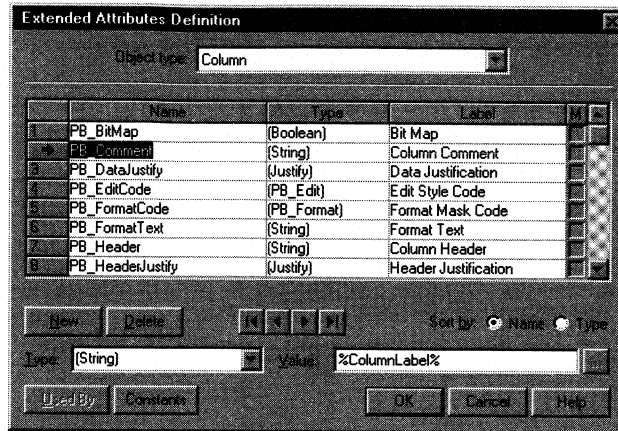 Extended Attributes Definition
Object type: Column
Name Type Label M
1 PB_BitMap (Boolean) Bit Map
PB_Comment (String) Column Comment
3 PB_DataJustify (Justify) Data Justification
4 PB_EditCode (PB_Edit) Edit Style Code
5 PB_FormatCode (PB_Format) Format Mask Code
6 PB_FormatText (String) Format Text
7 PB_Header (String) Column Header
8 PB_HeaderJustify (Justify) Header Justification
New Delete Sort by: Name Type
Type: (String) Value: %ColumnLabel% ...
Used By Constants OK Cancel Help